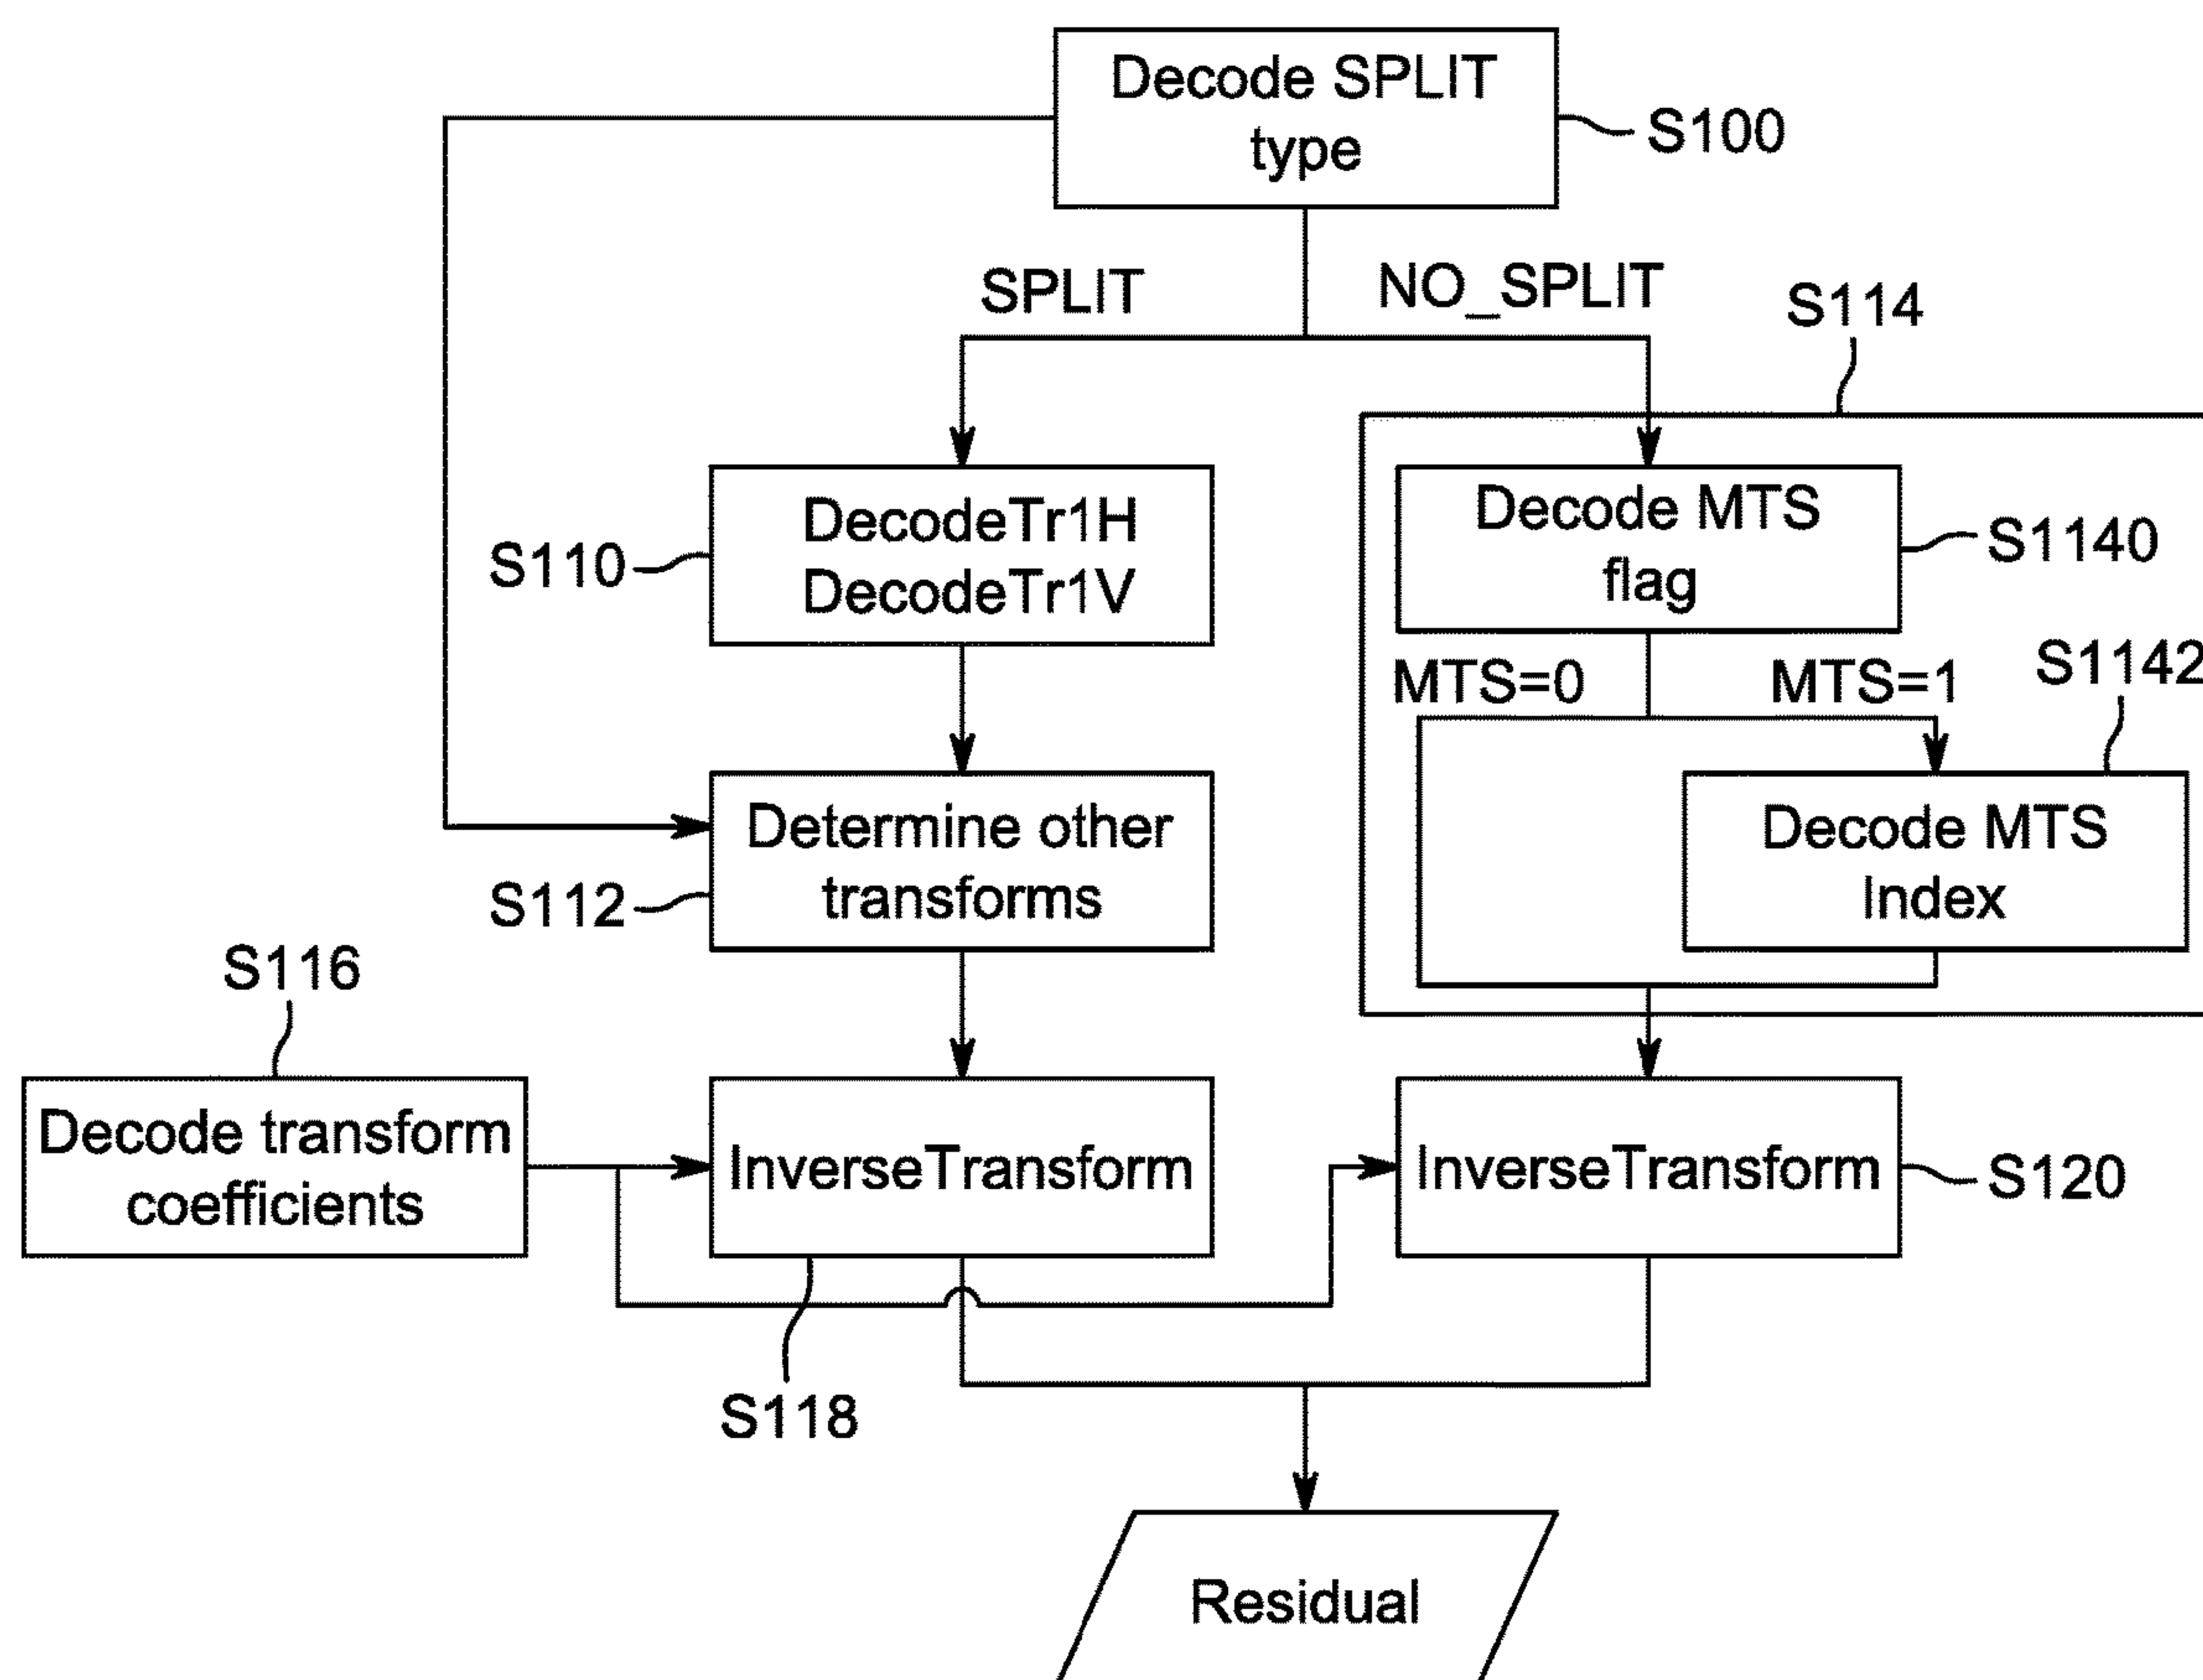 Decode SPLIT
type
S100
SPLIT
NO_SPLIT
S114
DecodeTr1H
DecodeTr1V
S110
Decode MTS
flag
S1140
MTS=0
MTS=1
S1142
Determine other
transforms
S112
Decode MTS
Index
S116
Decode transform
coefficients
InverseTransform
InverseTransform
S120
S118
Residual